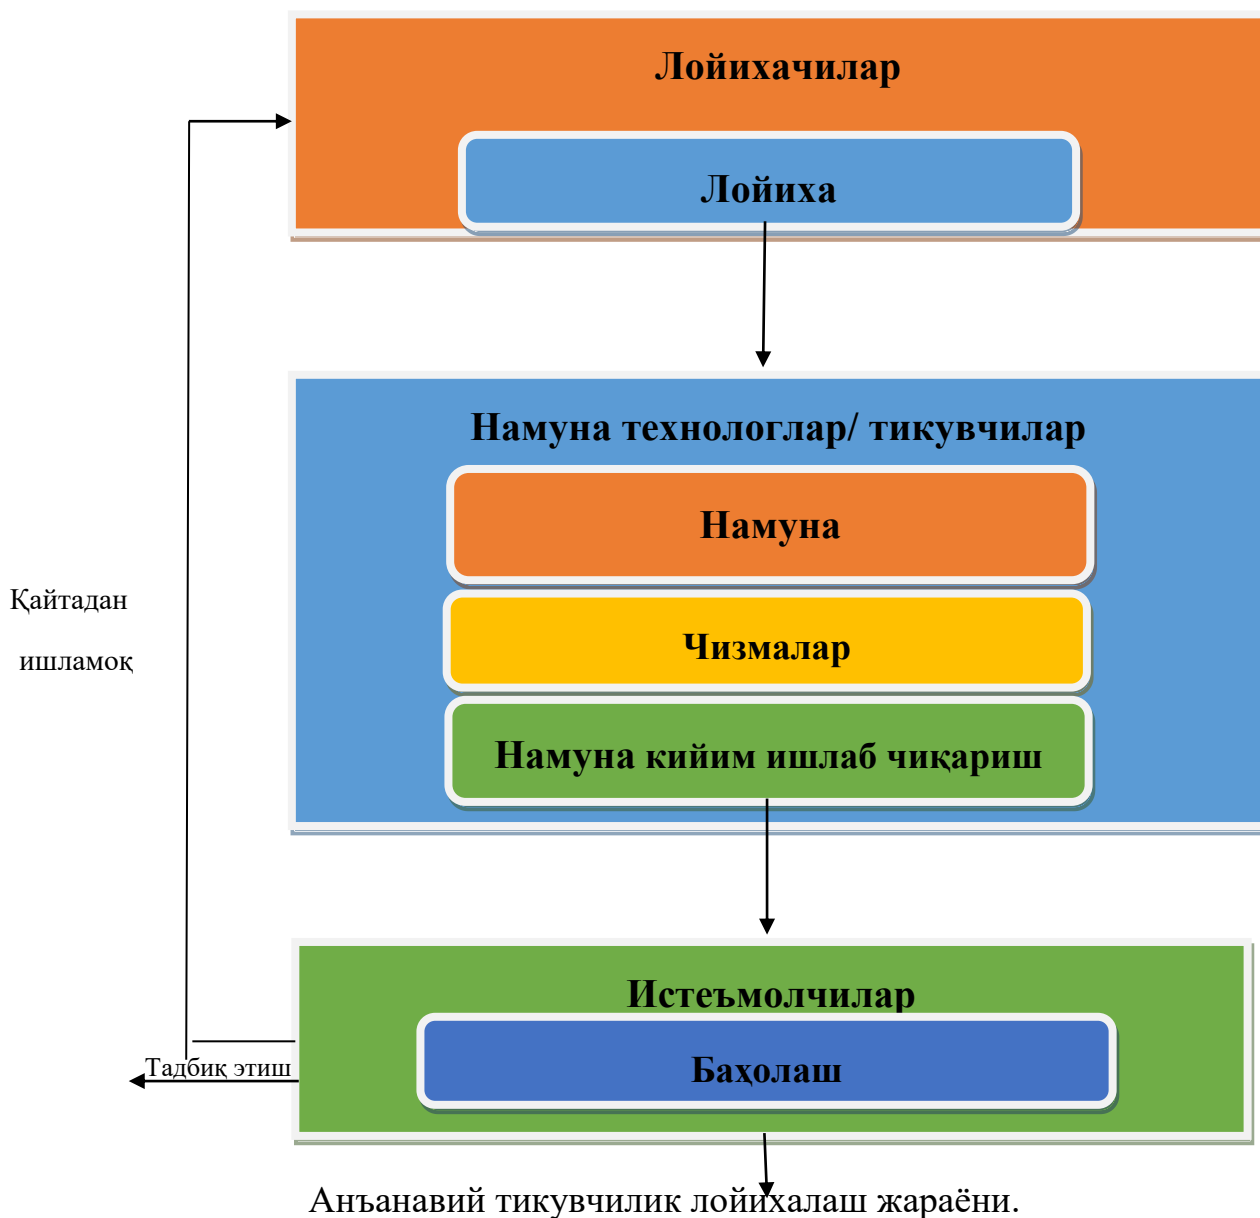 Лойихачилар
Лойиха
Намуна технологлар/ тикувчилар
Намуна
Чизмалар
Намуна кийим ишлаб чиқариш
Қайтадан
ишламоқ
Истеъмолчилар
Баҳолаш
Тадбиқ этиш
Анъанавий тикувчилик лойихалаш жараёни.